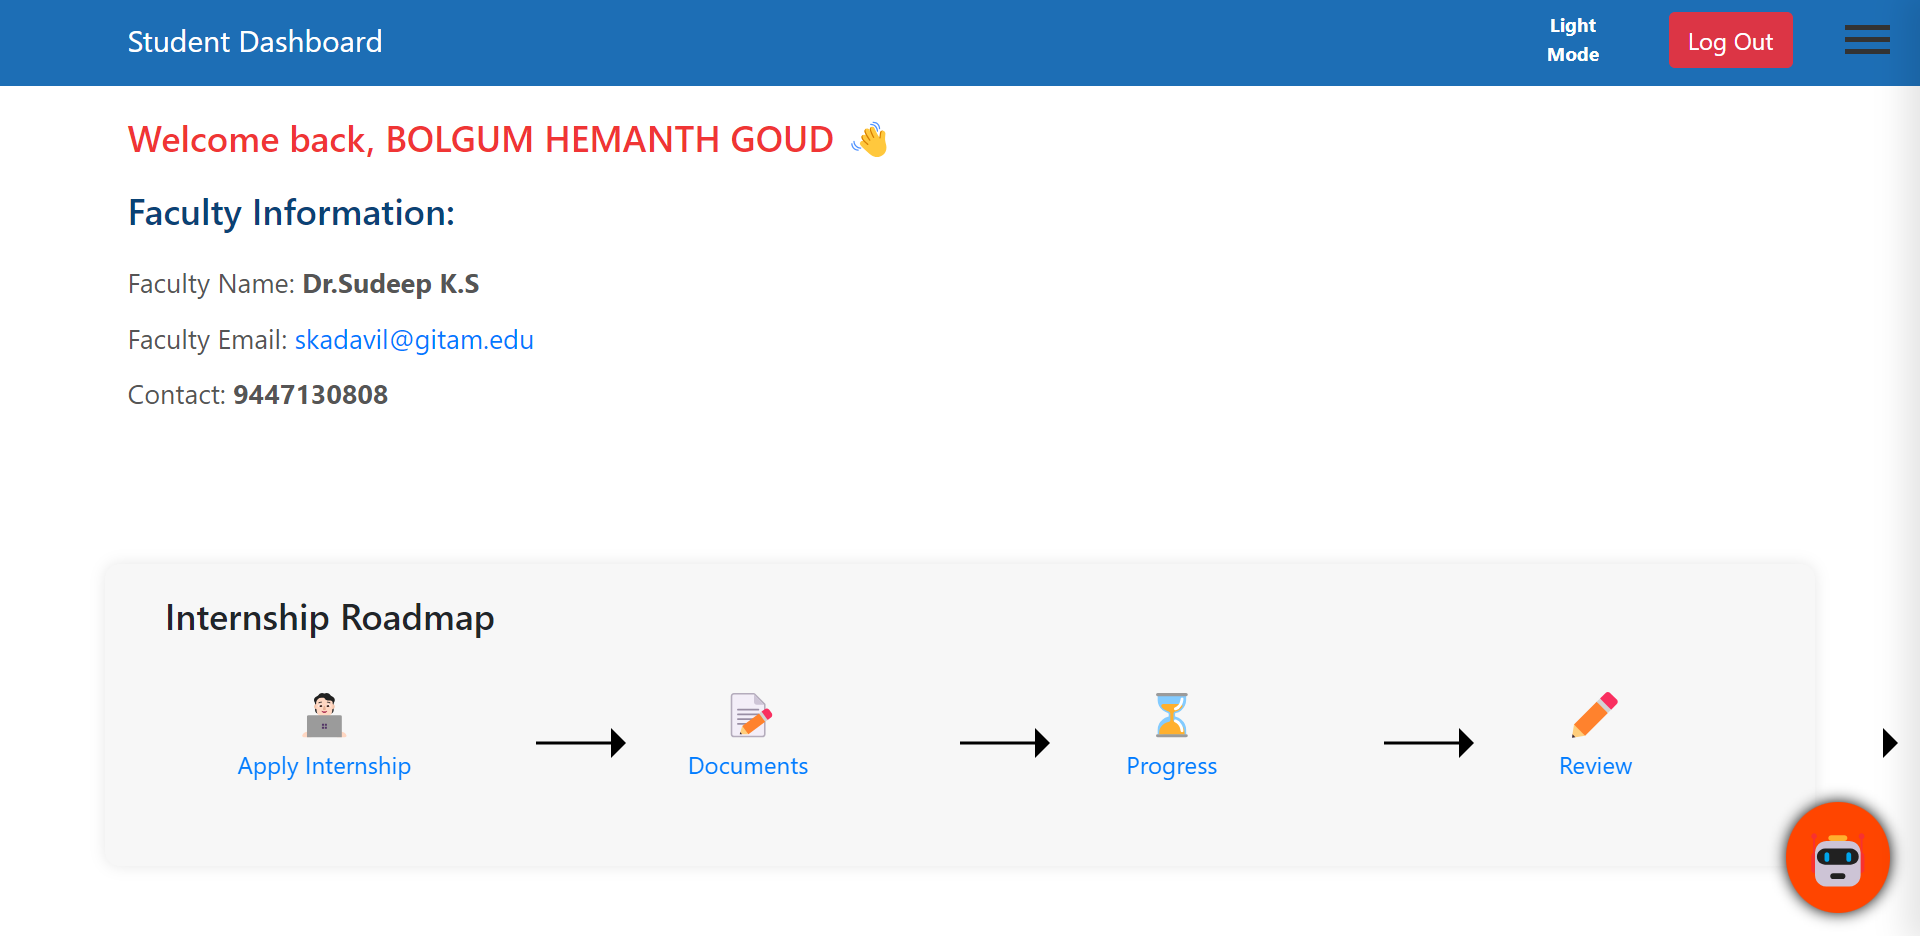 Student Dashboard
Light
Mode
Log Out
Welcome back, BOLGUM HEMANTH GOUD
Faculty Information:
Faculty Name: Dr.Sudeep K.S
Faculty Email: skadavil@gitam.edu
Contact: 9447130808
Internship Roadmap
Apply Internship
Documents
Progress
Review